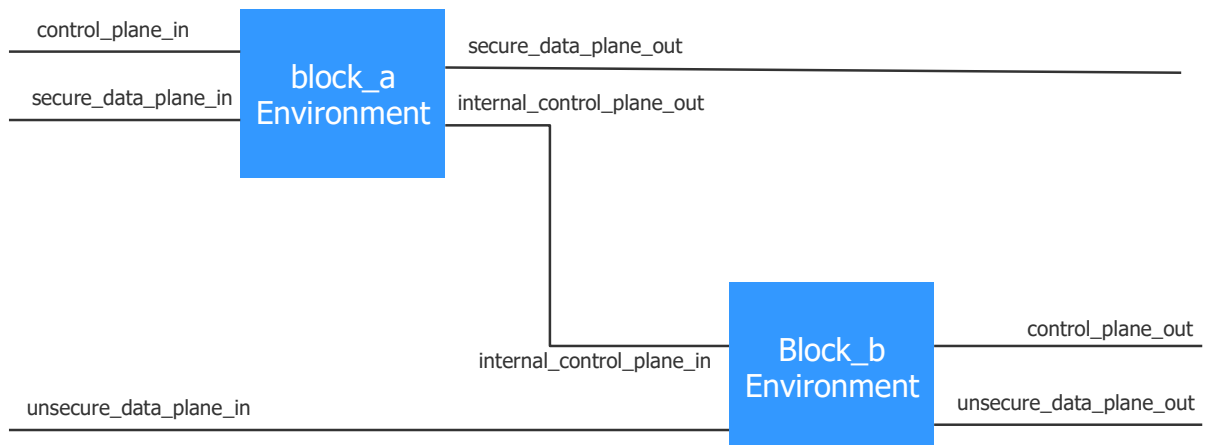 control_plane_in
secure_data_plane_out
block_a
Environment
secure_data_plane_in
internal_control_plane_out
control_plane_out
Block_b
Environment
internal_control_plane_in
unsecure_data_plane_in
unsecure_data_plane_out